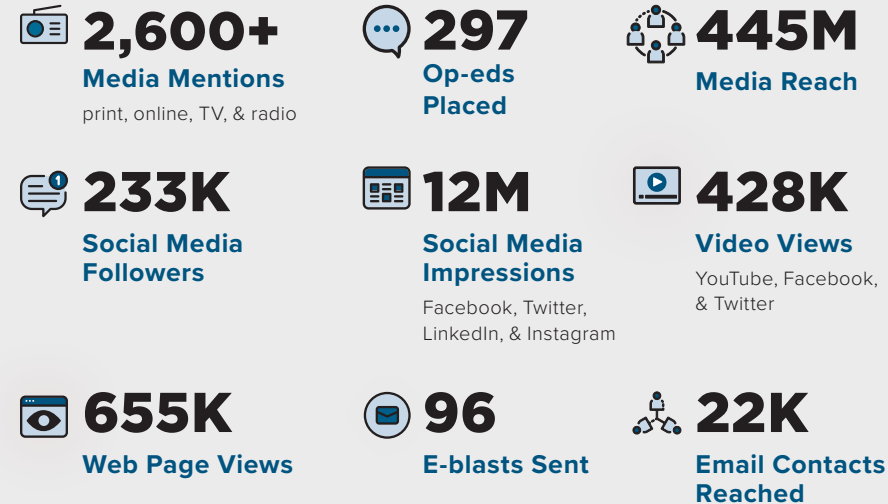 2,600+
Media Mentions
print, online, TV, & radio
297
Op-eds
Placed
445M
Media Reach
1
233K
Social Media
Followers
12M
Social Media
Impressions
Facebook, Twitter,
LinkedIn, & Instagram
428K
Video Views
YouTube, Facebook,
& Twitter
655K
Web Page Views
96
E-blasts Sent
22K
Email Contacts
Reached